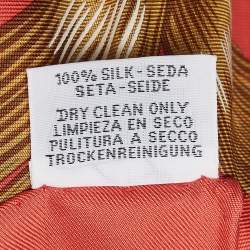 100% SILK-SEDA
SETA-SEIDE
DRY CLEAN ONLY
LIMPIEZA EN SECO
PULITURA A SECCO
TROCKENREINIGUNG